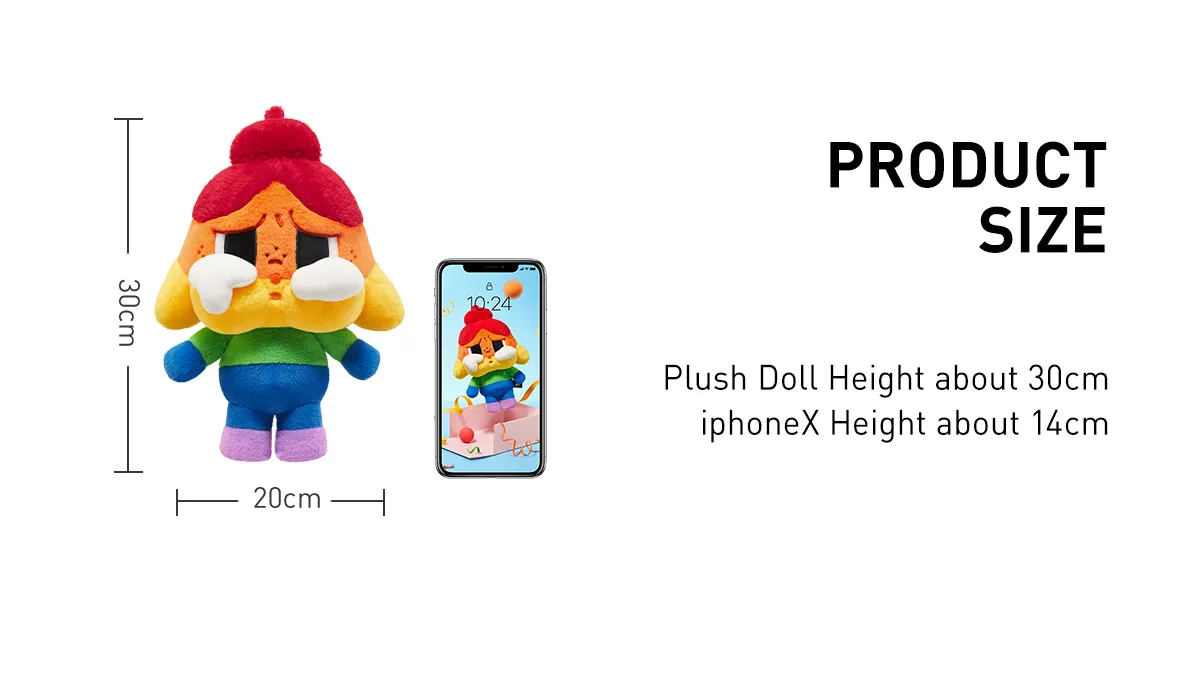 PRODUCT
SIZE
30cm
10:24
20cm
Plush Doll Height about 30cm
iphoneX Height about 14cm